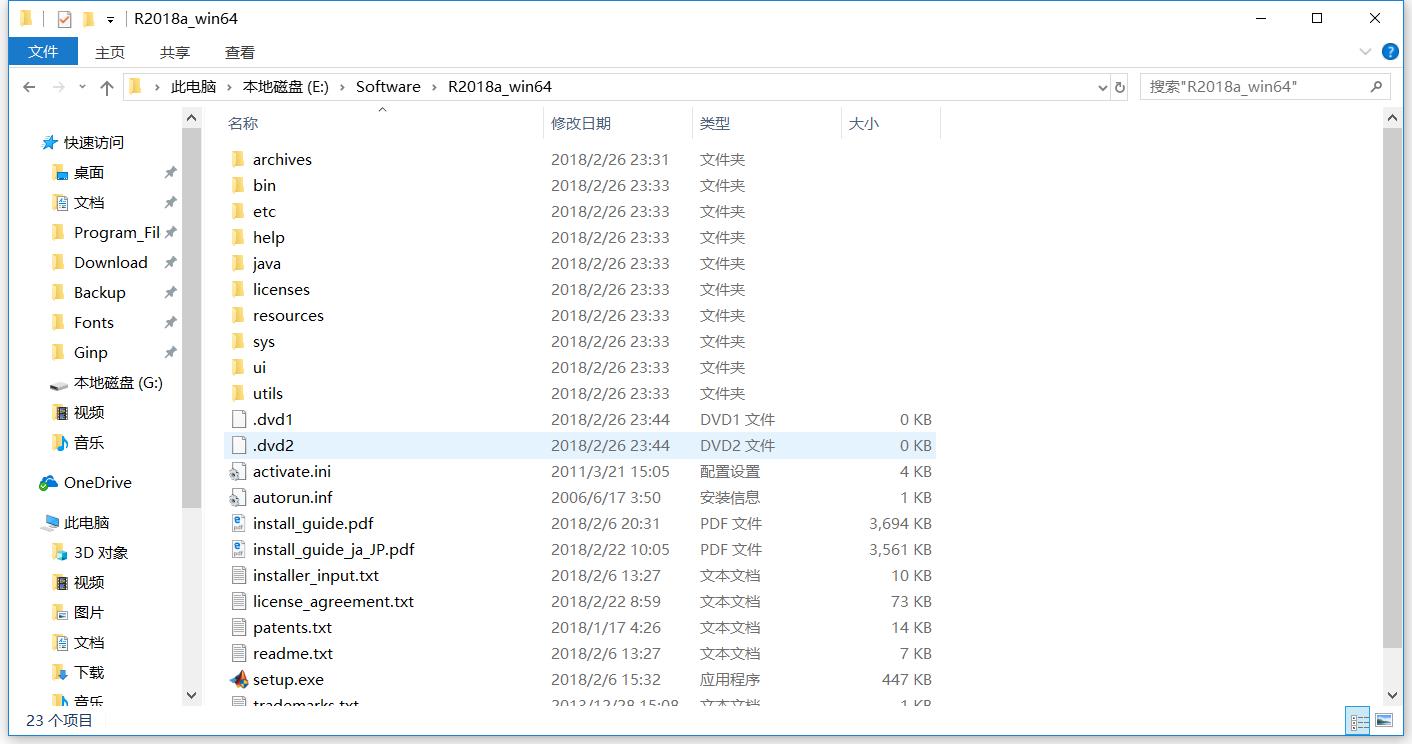 R2018a_win64
文件 主页 共享 查看
此电脑 本地磁盘 (E:) Software R2018a_win64 搜索"R2018a_win64"
名称 修改日期 类型 大小
快速访问
桌面
文档
Program_Fil
Download
Backup
Fonts
Ginp
本地磁盘 (G:)
视频
音乐
OneDrive
此电脑
3D 对象
视频
图片
文档
下载
音乐
archives 2018/2/26 23:31 文件夹
bin 2018/2/26 23:33 文件夹
etc 2018/2/26 23:33 文件夹
help 2018/2/26 23:33 文件夹
java 2018/2/26 23:33 文件夹
licenses 2018/2/26 23:33 文件夹
resources 2018/2/26 23:33 文件夹
sys 2018/2/26 23:33 文件夹
ui 2018/2/26 23:33 文件夹
utils 2018/2/26 23:33 文件夹
.dvd1 2018/2/26 23:44 DVD1 文件 0 KB
.dvd2 2018/2/26 23:44 DVD2 文件 0 KB
activate.ini 2011/3/21 15:05 配置设置 4 KB
autorun.inf 2006/6/17 3:50 安装信息 1 KB
install_guide.pdf 2018/2/6 20:31 PDF 文件 3,694 KB
install_guide_ja_JP.pdf 2018/2/22 10:05 PDF 文件 3,561 KB
installer_input.txt 2018/2/6 13:27 文本文档 10 KB
license_agreement.txt 2018/2/22 8:59 文本文档 73 KB
patents.txt 2018/1/17 4:26 文本文档 14 KB
readme.txt 2018/2/6 13:27 文本文档 7 KB
setup.exe 2018/2/6 15:32 应用程序 447 KB
trademarks.txt 2013/12/28 15:08 文本文档 1 KB
23 个项目